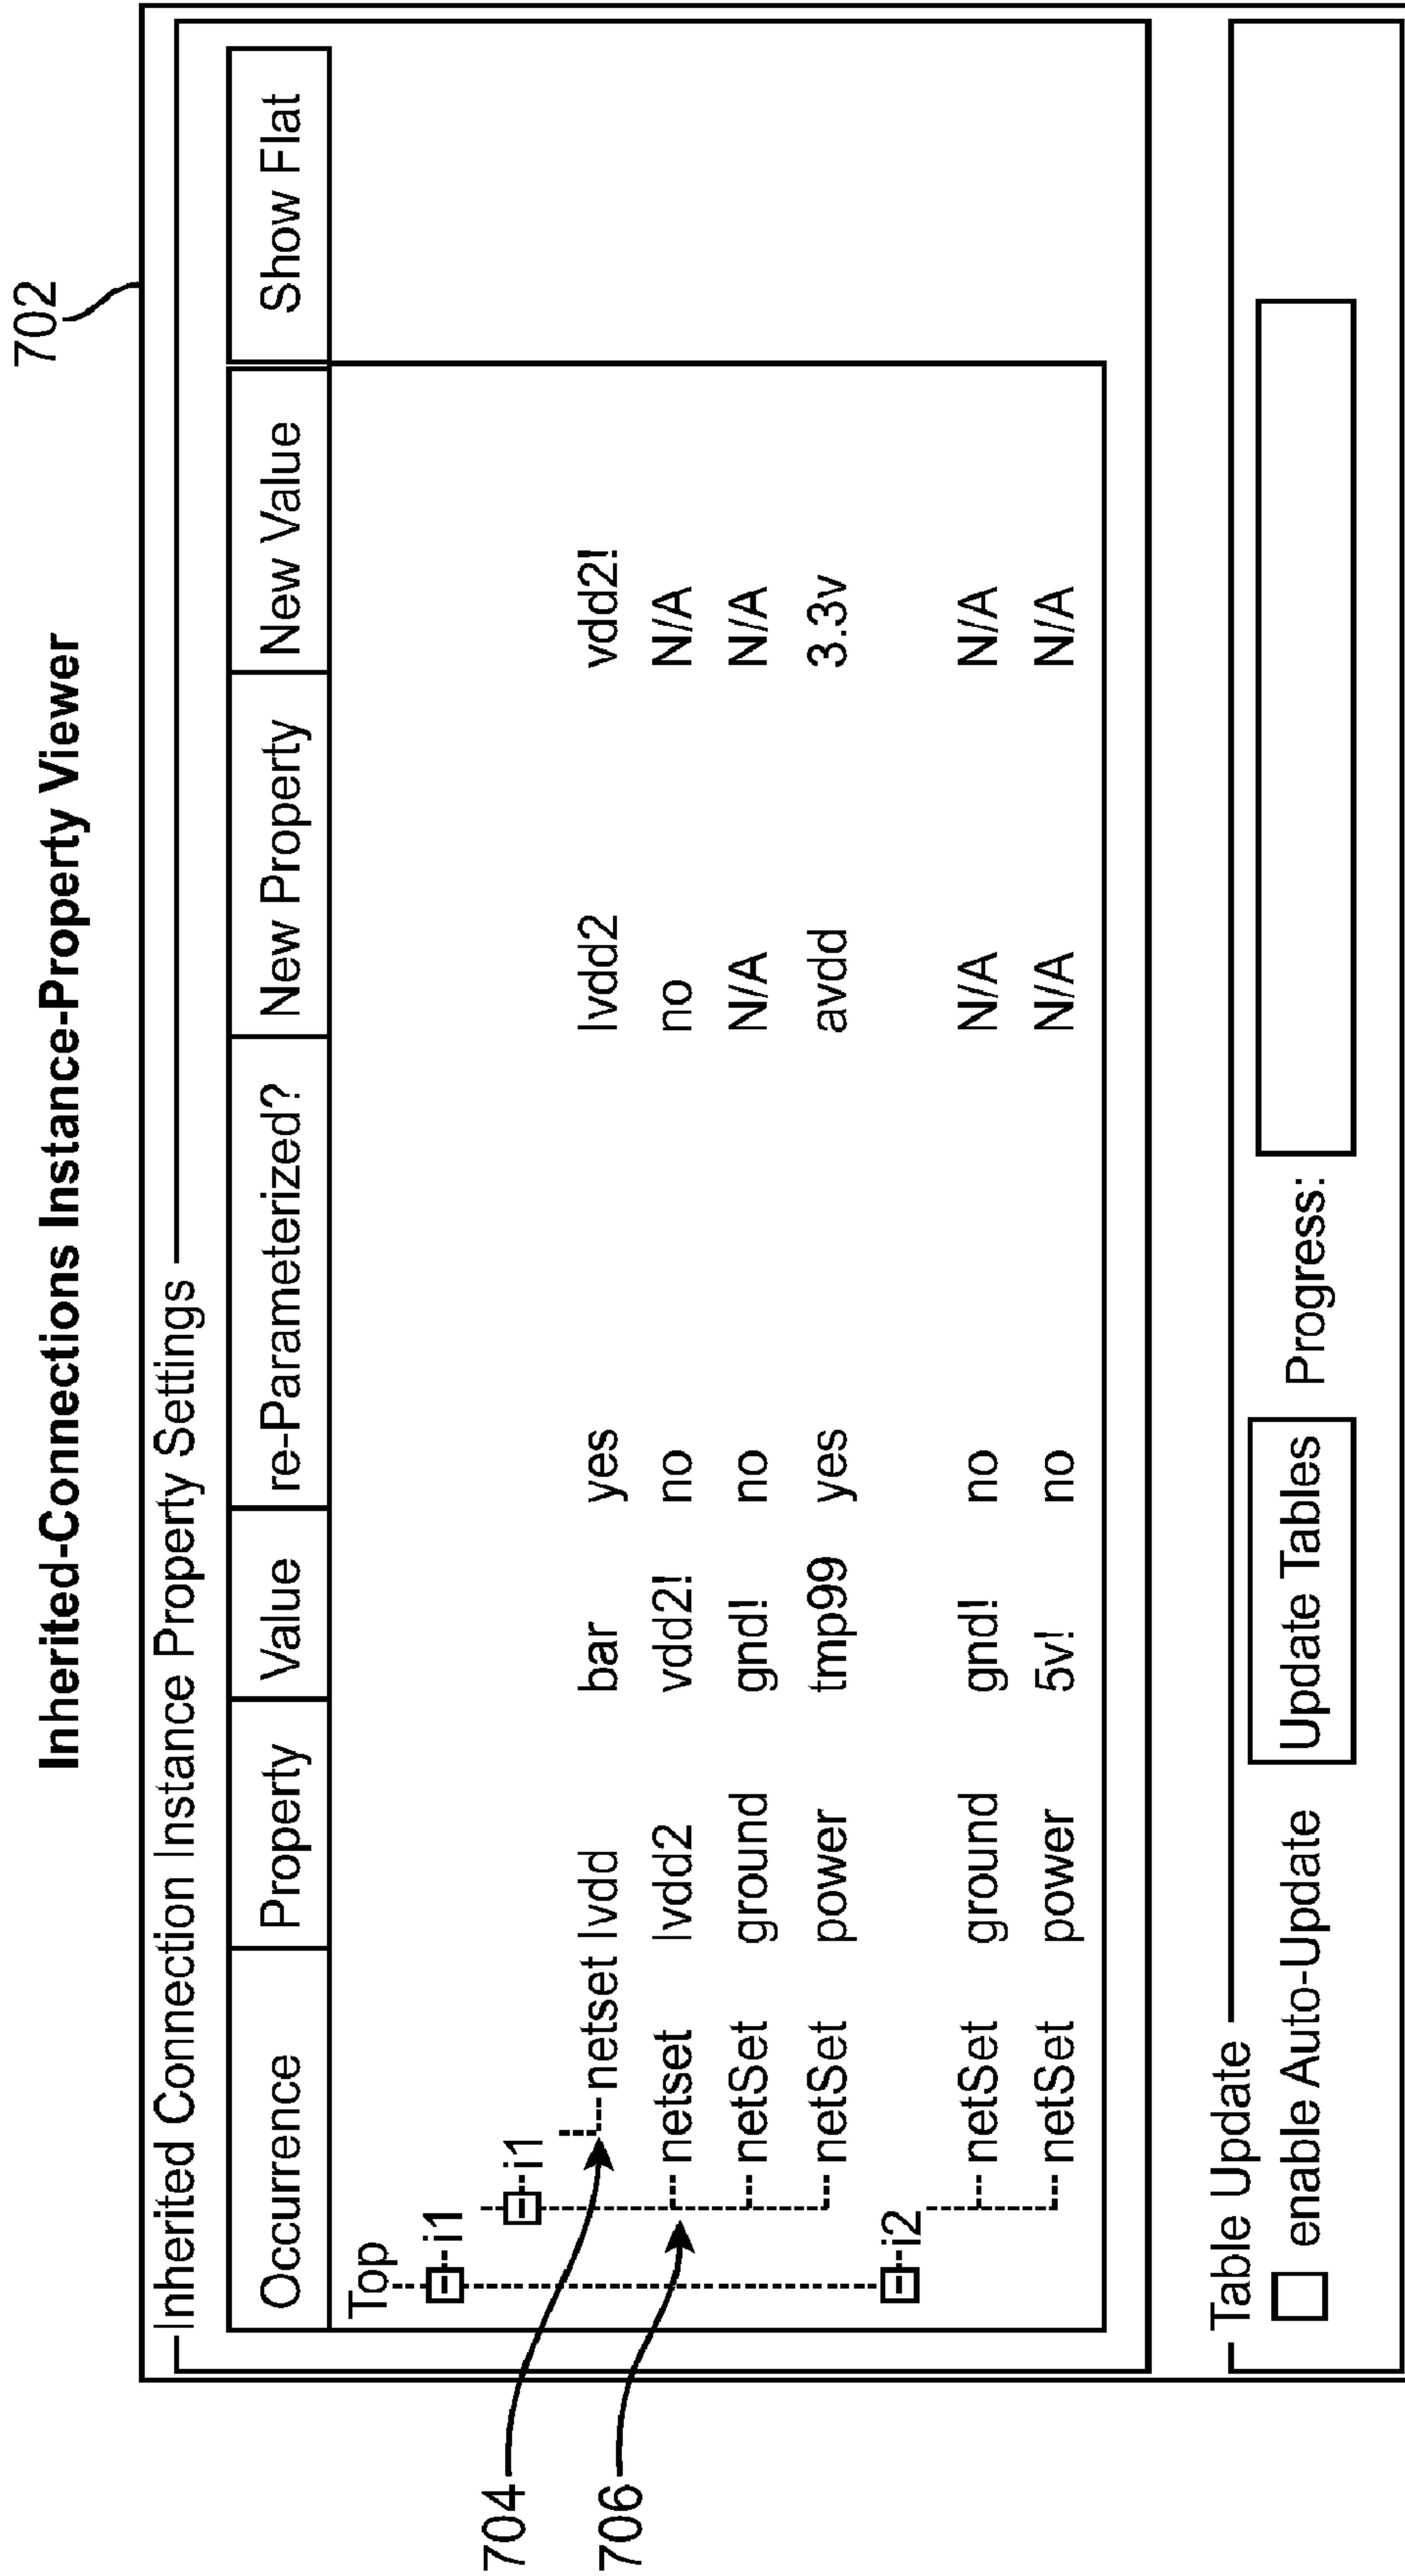 Inherited-Connections Instance-Property Viewer
702
Inherited Connection Instance Property Settings
Occurrence Property Value re-Parameterized? New Property New Value Show Flat
Top
i1
i1
704 netset lvdd bar yes lvdd2 vdd2!
706 netset lvdd2 vdd2! no no N/A
netSet ground gnd! no N/A N/A
netSet power tmp99 yes avdd 3.3v
i2
netSet ground gnd! no N/A N/A
netSet power 5v! no N/A N/A
Table Update
enable Auto-Update Update Tables Progress: